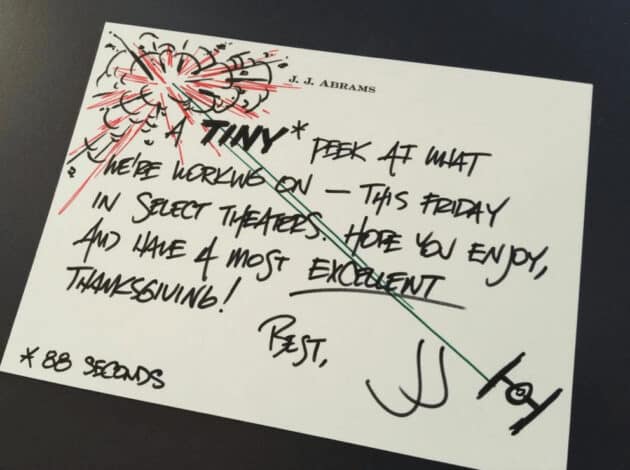 J. J. ABRAMS
A TINY* PEEK AT WHAT
WE'RE WORKING ON — THIS FRIDAY
IN SELECT THEATERS. HOPE YOU ENJOY,
AND HAVE A MOST EXCELLENT
THANKSGIVING!
BEST,
JJ
* 88 SECONDS